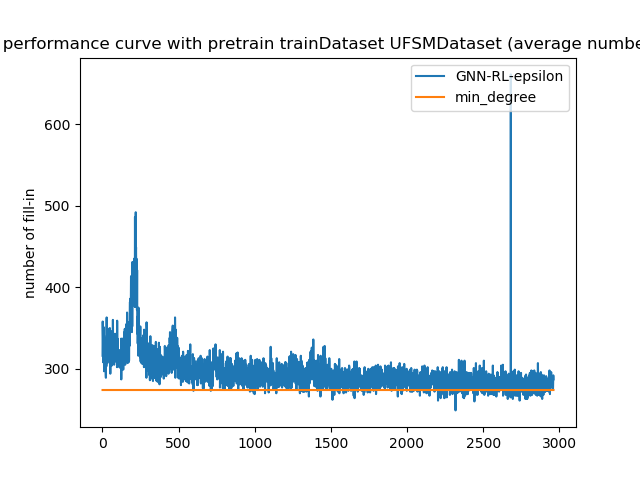 performance curve with pretrain trainDataset UFSMDataset (average
GNN-RL-epsilon
min_degree
number of fill-in
600
500
400
300
0
500
1000
1500
2000
2500
3000